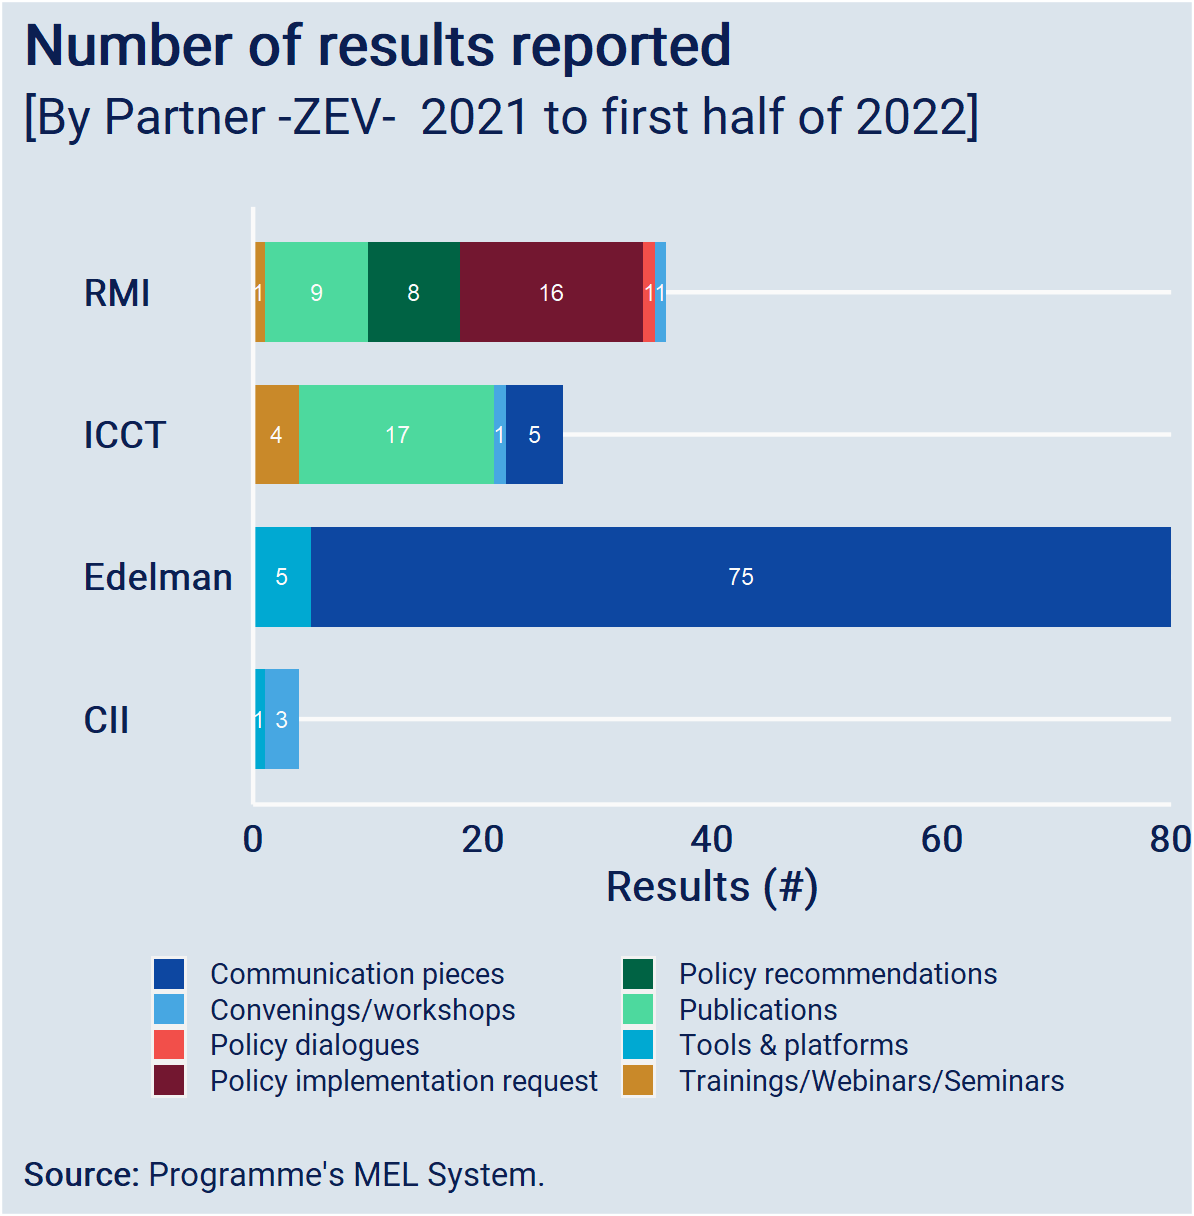 Number of results reported
[By Partner -ZEV-  2021 to first half of 2022]
RMI
1 9 8 16 1 1
ICCT
4 17 1 5
Edelman
5 75
CII
1 3
0 20 40 60 80
Results (#)
Communication pieces
Convenings/workshops
Policy dialogues
Policy implementation request
Policy recommendations
Publications
Tools & platforms
Trainings/Webinars/Seminars
Source: Programme's MEL System.